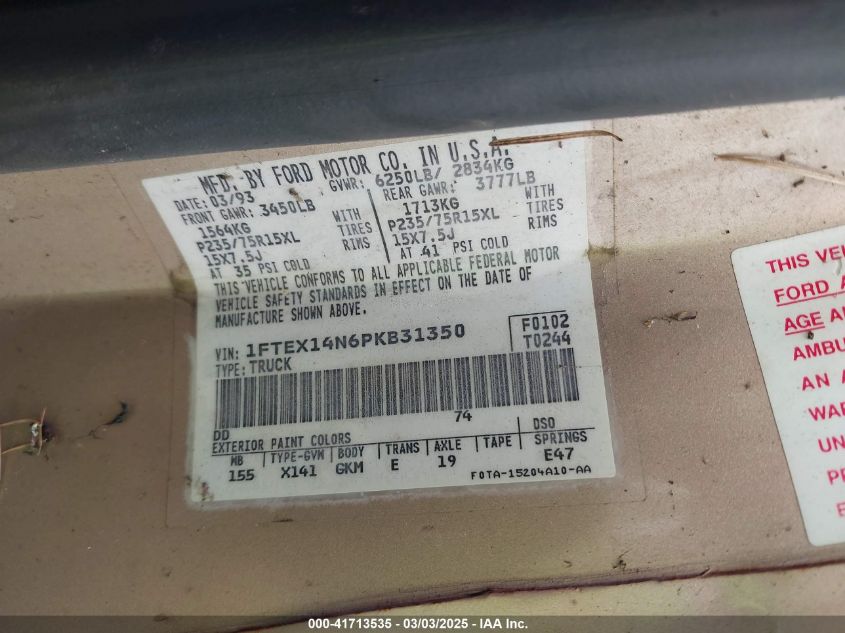 MFD. BY FORD MOTOR CO. IN U.S.A.
DATE: 03/93 GVWR: 6250LB/ 2834KG
FRONT GAWR: 3450LB REAR GAWR: 3777LB
1564KG WITH 1713KG WITH
P235/75R15XL TIRES P235/75R15XL TIRES
15X7.5J RIMS 15X7.5J RIMS
AT 35 PSI COLD AT 41 PSI COLD
THIS VEHICLE CONFORMS TO ALL APPLICABLE FEDERAL MOTOR
VEHICLE SAFETY STANDARDS IN EFFECT ON THE DATE OF
MANUFACTURE SHOWN ABOVE.
VIN: 1FTEX14N6PKB31350 F0102
TYPE: TRUCK T0244
74
DD DSO
EXTERIOR PAINT COLORS
WB TYPE-GVW BODY TRANS AXLE TAPE SPRINGS
155 X141 GKM E 19 E47
F0TA-15204A10-AA
THIS VEH
FORD A
AGE A
AMBU
AN A
WAR
UN
PR
E
000-41713535 - 03/03/2025 - IAA Inc.